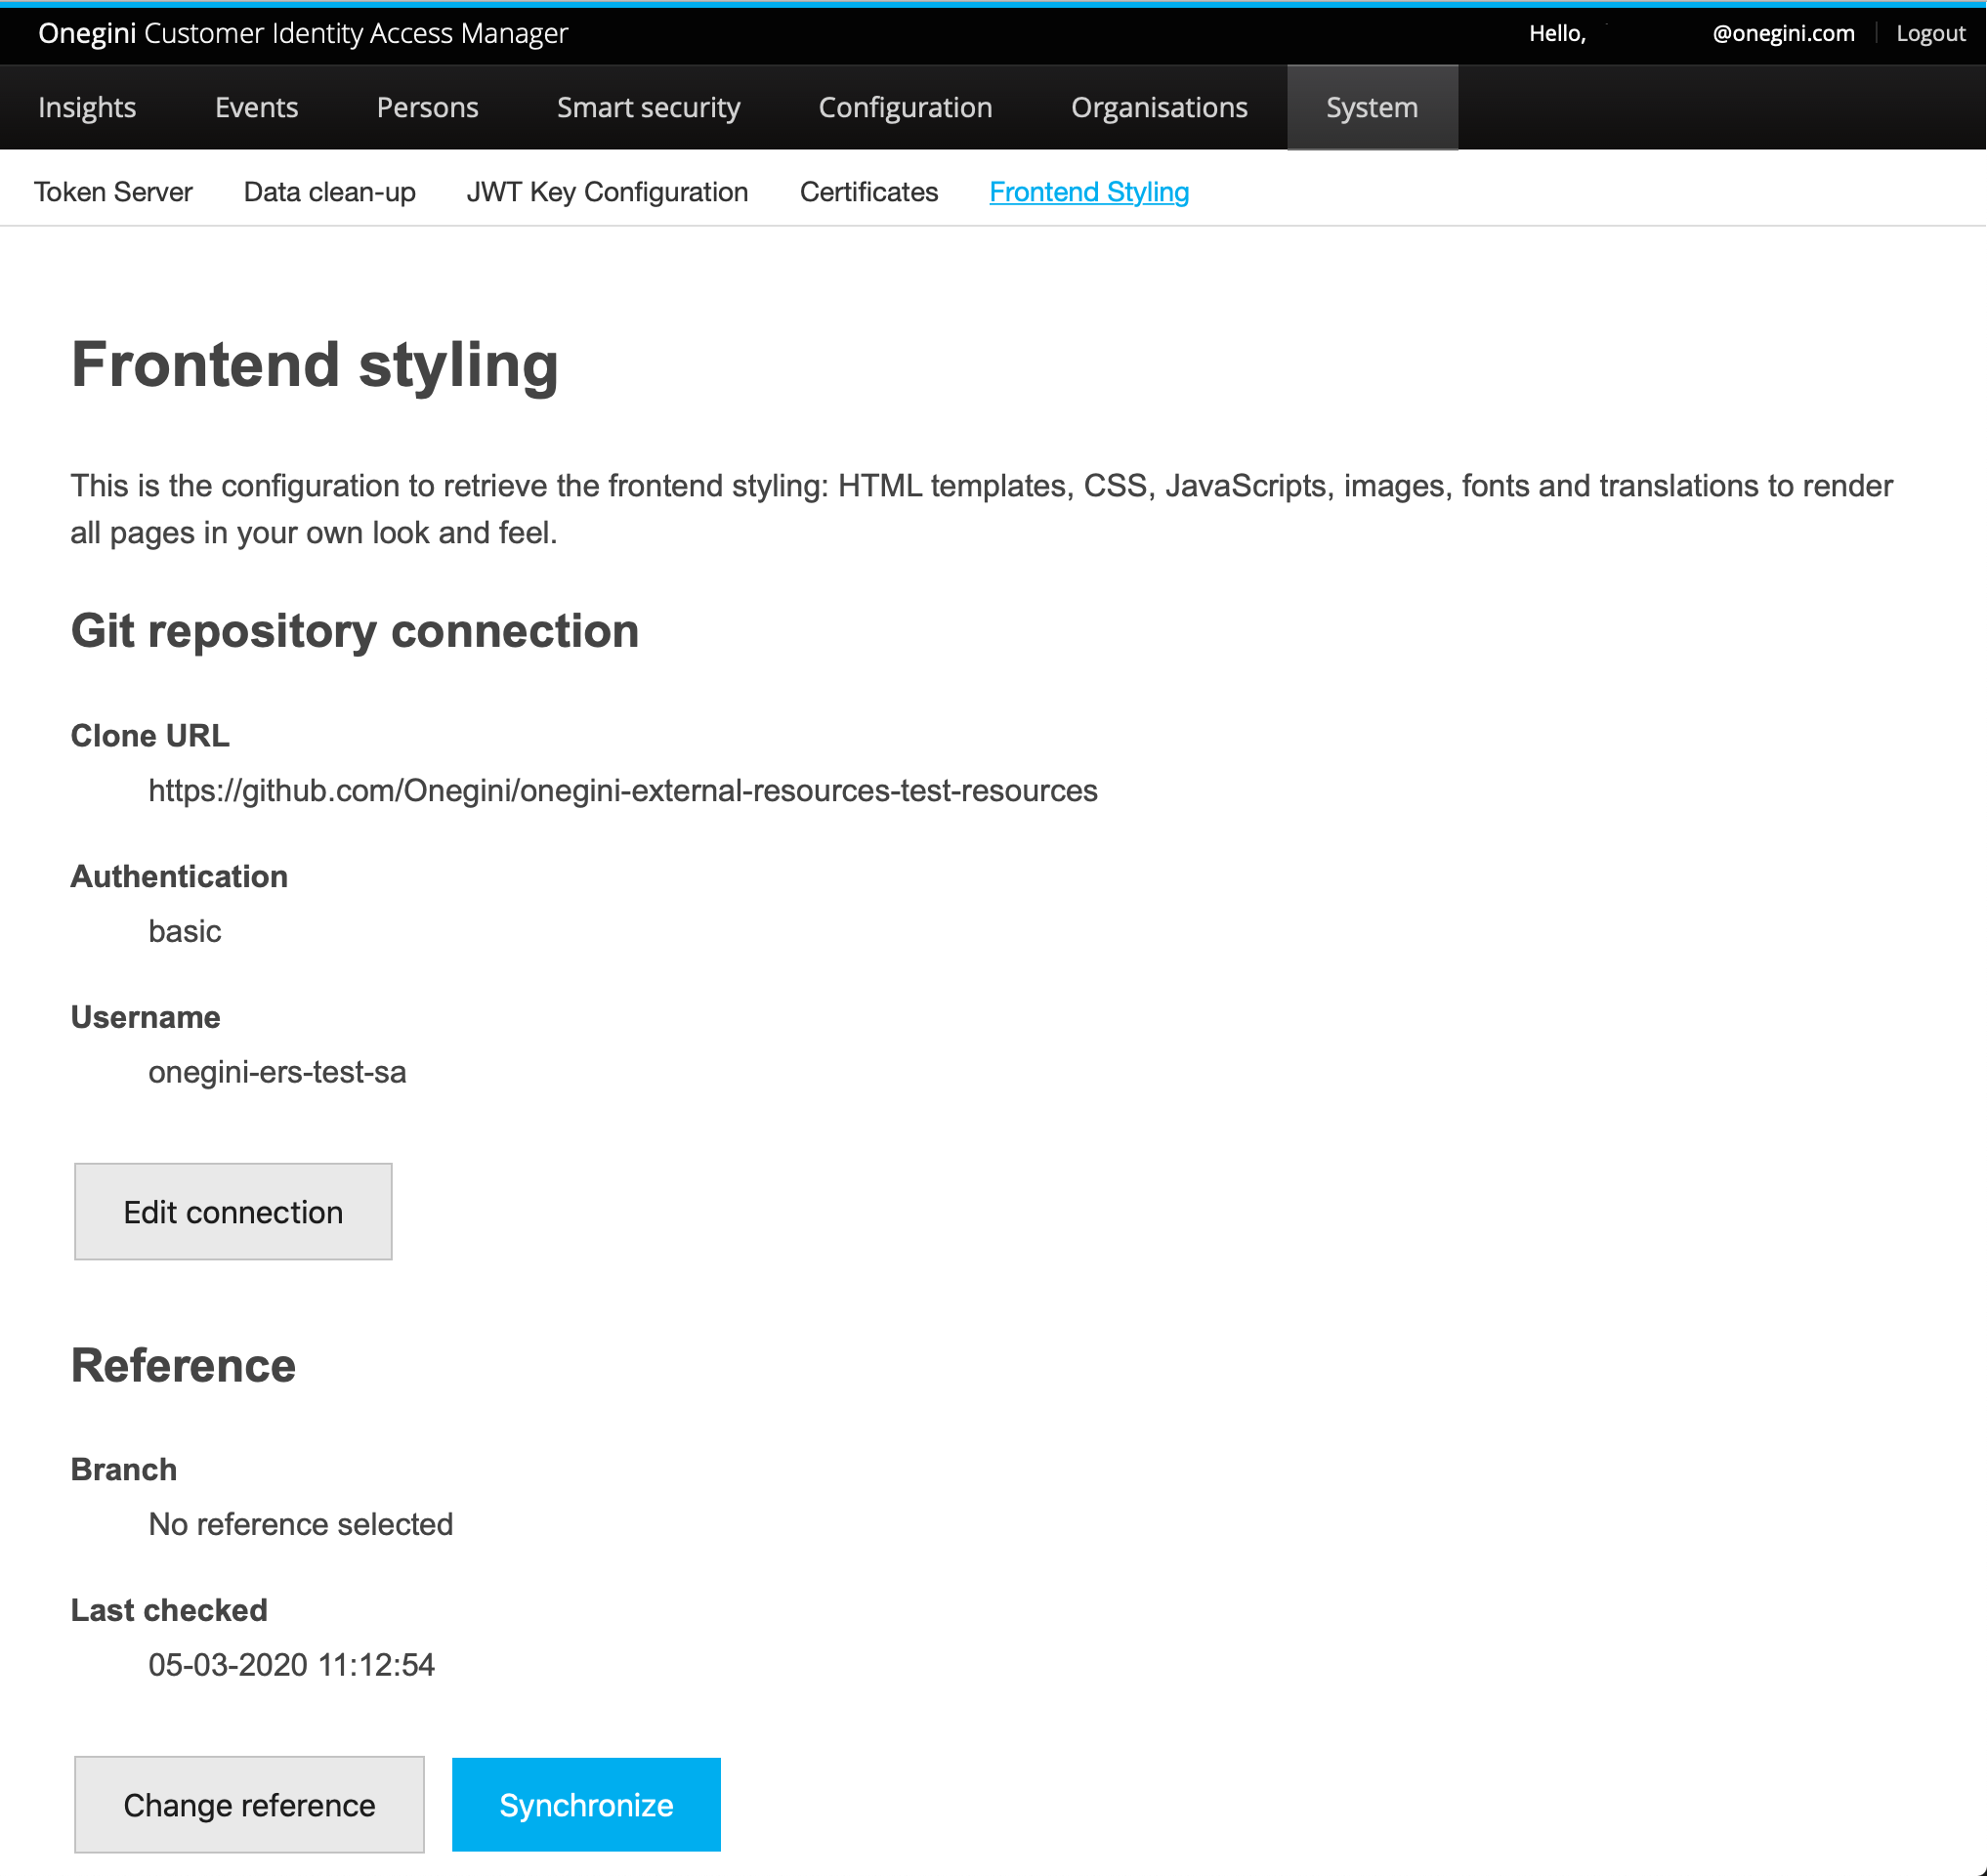 Onegini Customer Identity Access Manager
Hello, @onegini.com Logout
Insights Events Persons Smart security Configuration Organisations System
Token Server Data clean-up JWT Key Configuration Certificates Frontend Styling
Frontend styling
This is the configuration to retrieve the frontend styling: HTML templates, CSS, JavaScripts, images, fonts and translations to render
all pages in your own look and feel.
Git repository connection
Clone URL
https://github.com/Onegini/onegini-external-resources-test-resources
Authentication
basic
Username
onegini-ers-test-sa
Edit connection
Reference
Branch
No reference selected
Last checked
05-03-2020 11:12:54
Change reference Synchronize